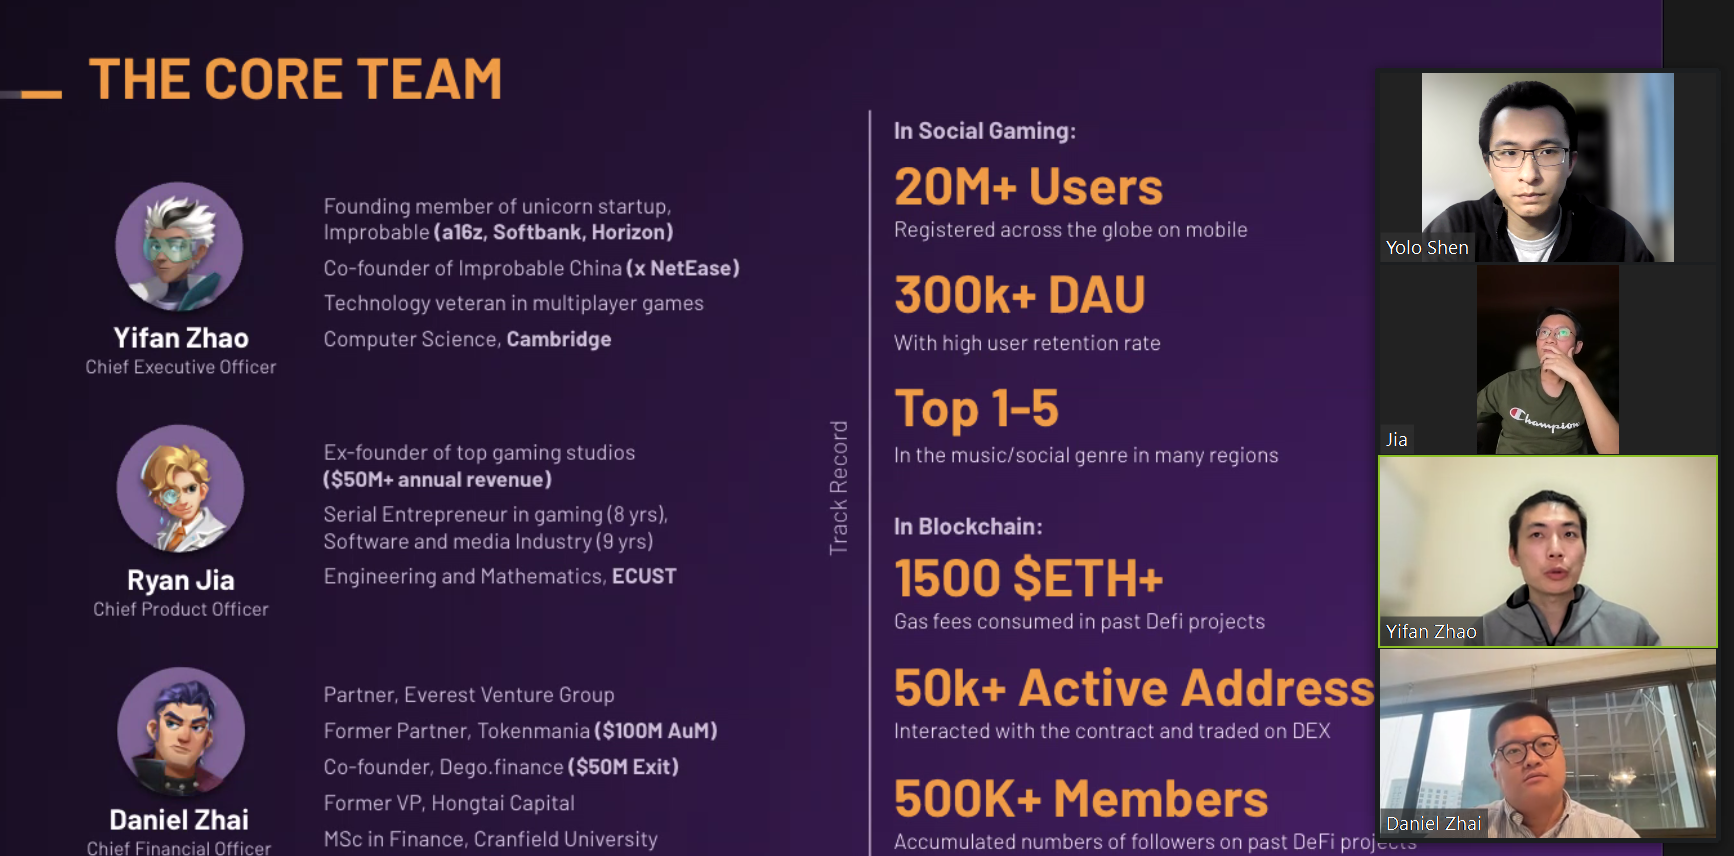 THE CORE TEAM
Founding member of unicorn startup,
Improbable (a16z, Softbank, Horizon)
Co-founder of Improbable China (x NetEase)
Technology veteran in multiplayer games
Computer Science, Cambridge
Yifan Zhao
Chief Executive Officer
Ex-founder of top gaming studios
($50M+ annual revenue)
Serial Entrepreneur in gaming (8 yrs),
Software and media Industry (9 yrs)
Engineering and Mathematics, ECUST
Ryan Jia
Chief Product Officer
Partner, Everest Venture Group
Former Partner, Tokenmania ($100M AuM)
Co-founder, Dego.finance ($50M Exit)
Former VP, Hongtai Capital
MSc in Finance, Cranfield University
Daniel Zhai
Chief Financial Officer
Track Record
In Social Gaming:
20M+ Users
Registered across the globe on mobile
300k+ DAU
With high user retention rate
Top 1-5
In the music/social genre in many regions
In Blockchain:
1500 $ETH+
Gas fees consumed in past Defi projects
50k+ Active Address
Interacted with the contract and traded on DEX
500K+ Members
Accumulated numbers of followers on past DeFi projects
Yolo Shen
Champion
Jia
Yifan Zhao
Daniel Zhai